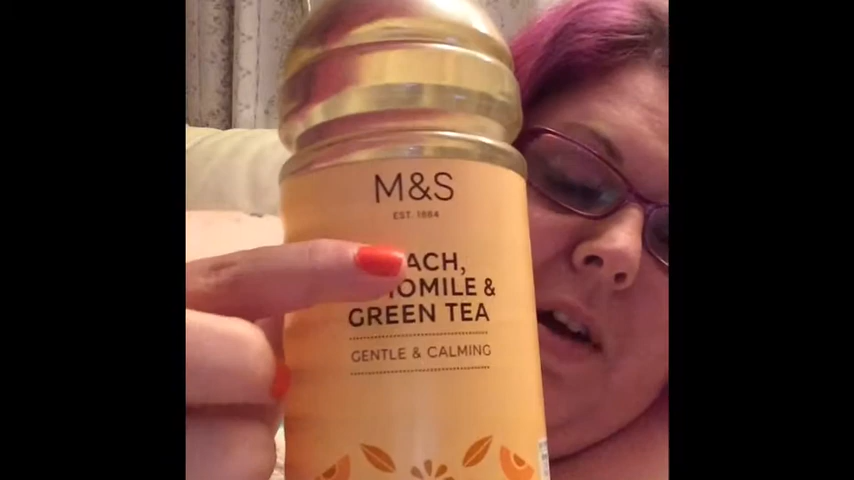 M&S
EST. 1884
ACH,
OMILE &
GREEN TEA
GENTLE & CALMING